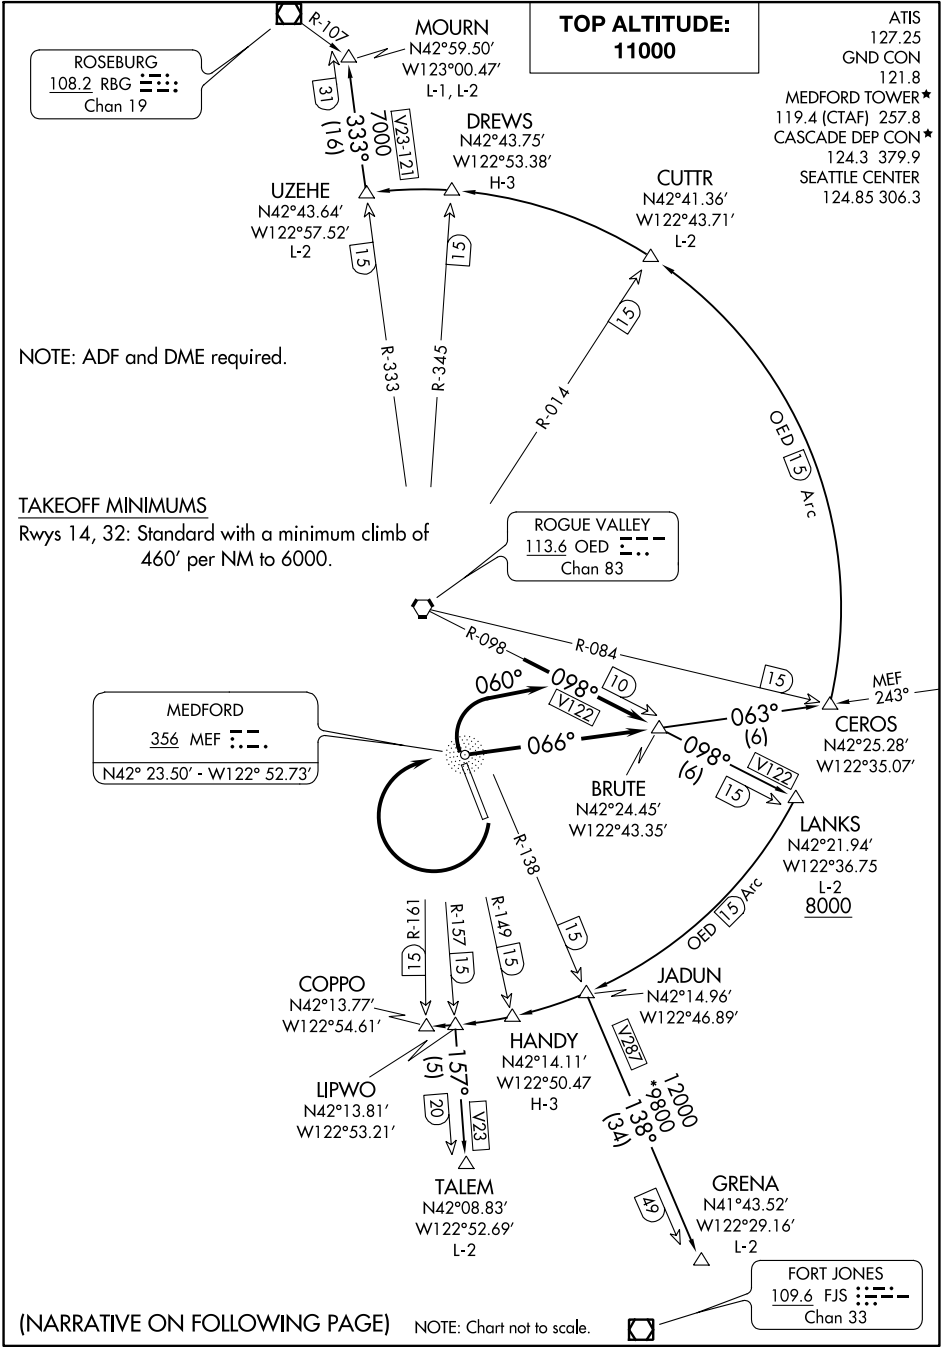 TOP ALTITUDE:
11000
ATIS
127.25
GND CON
121.8
MEDFORD TOWER★
119.4 (CTAF) 257.8
CASCADE DEP CON★
124.3 379.9
SEATTLE CENTER
124.85 306.3
ROSEBURG
108.2 RBG
Chan 19
R-107
MOURN
N42°59.50′
W123°00.47′
L-1, L-2
31
333°
(16)
7000
V23-121
DREWS
N42°43.75′
W122°53.38′
H-3
UZEHE
N42°43.64′
W122°57.52′
L-2
CUTTR
N42°41.36′
W122°43.71′
L-2
15
15
15
R-333
R-345
R-014
NOTE: ADF and DME required.
OED 15 Arc
TAKEOFF MINIMUMS
Rwys 14, 32: Standard with a minimum climb of
460′ per NM to 6000.
ROGUE VALLEY
113.6 OED
Chan 83
R-098
R-084
060°
098°
V122
10
15
MEF
243°
MEDFORD
356 MEF
N42° 23.50′ - W122° 52.73′
066°
063°
(6)
CEROS
N42°25.28′
W122°35.07′
098°
(6)
V122
15
BRUTE
N42°24.45′
W122°43.35′
LANKS
N42°21.94′
W122°36.75
L-2
8000
R-138
15
OED 15 Arc
R-161
15
R-157
15
R-149
15
COPPO
N42°13.77′
W122°54.61′
JADUN
N42°14.96′
W122°46.89′
HANDY
N42°14.11′
W122°50.47
H-3
LIPWO
N42°13.81′
W122°53.21′
157°
(5)
V23
20
V287
12000
*9800
138°
(34)
49
TALEM
N42°08.83′
W122°52.69′
L-2
GRENA
N41°43.52′
W122°29.16′
L-2
FORT JONES
109.6 FJS
Chan 33
(NARRATIVE ON FOLLOWING PAGE)
NOTE: Chart not to scale.